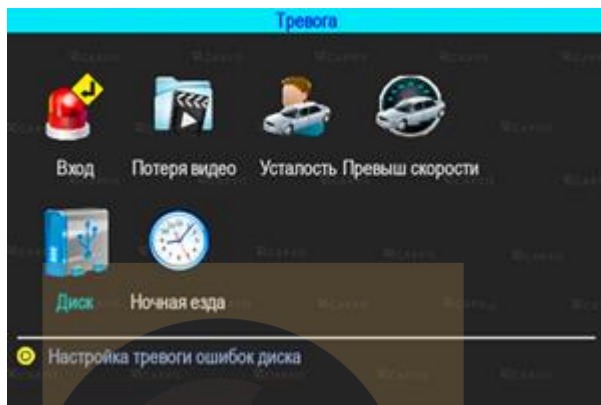 Тревога
Вход Потеря видео Усталость Превыш скорости
Диск Ночная езда
Настройка тревоги ошибок диска